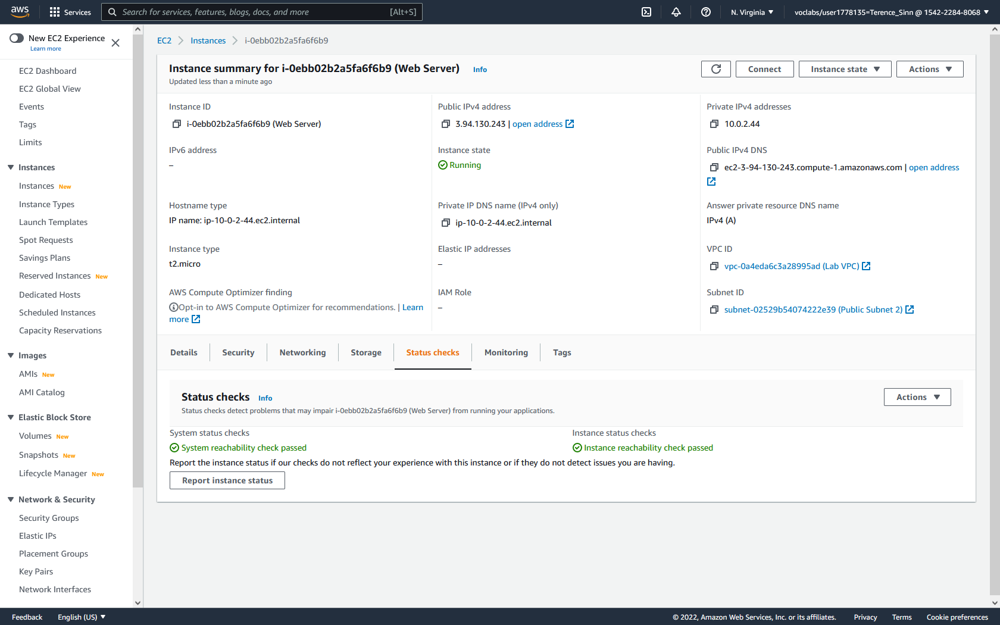 aws
Services
Search for services, features, blogs, docs, and more
[Alt+S]
N. Virginia
voclabs/user1778135=Terence_Sinn @ 1542-2284-8068
New EC2 Experience
Learn more
EC2 Dashboard
EC2 Global View
Events
Tags
Limits
Instances
Instances New
Instance Types
Launch Templates
Spot Requests
Savings Plans
Reserved Instances New
Dedicated Hosts
Scheduled Instances
Capacity Reservations
Images
AMIs New
AMI Catalog
Elastic Block Store
Volumes New
Snapshots New
Lifecycle Manager New
Network & Security
Security Groups
Elastic IPs
Placement Groups
Key Pairs
Network Interfaces
EC2 > Instances > i-0ebb02b2a5fa6f6b9
Instance summary for i-0ebb02b2a5fa6f6b9 (Web Server) Info
Updated less than a minute ago
Connect
Instance state
Actions
Instance ID
i-0ebb02b2a5fa6f6b9 (Web Server)
Public IPv4 address
3.94.130.243 | open address
Private IPv4 addresses
10.0.2.44
IPv6 address
–
Instance state
Running
Public IPv4 DNS
ec2-3-94-130-243.compute-1.amazonaws.com | open address
Hostname type
IP name: ip-10-0-2-44.ec2.internal
Private IP DNS name (IPv4 only)
ip-10-0-2-44.ec2.internal
Answer private resource DNS name
IPv4 (A)
Instance type
t2.micro
Elastic IP addresses
–
VPC ID
vpc-0a4eda6c3a28995ad (Lab VPC)
AWS Compute Optimizer finding
Opt-in to AWS Compute Optimizer for recommendations. | Learn
more
IAM Role
–
Subnet ID
subnet-02529b54074222e39 (Public Subnet 2)
Details
Security
Networking
Storage
Status checks
Monitoring
Tags
Status checks Info
Status checks detect problems that may impair i-0ebb02b2a5fa6f6b9 (Web Server) from running your applications.
Actions
System status checks
System reachability check passed
Instance status checks
Instance reachability check passed
Report the instance status if our checks do not reflect your experience with this instance or if they do not detect issues you are having.
Report instance status
Feedback
English (US)
© 2022, Amazon Web Services, Inc. or its affiliates.
Privacy
Terms
Cookie preferences